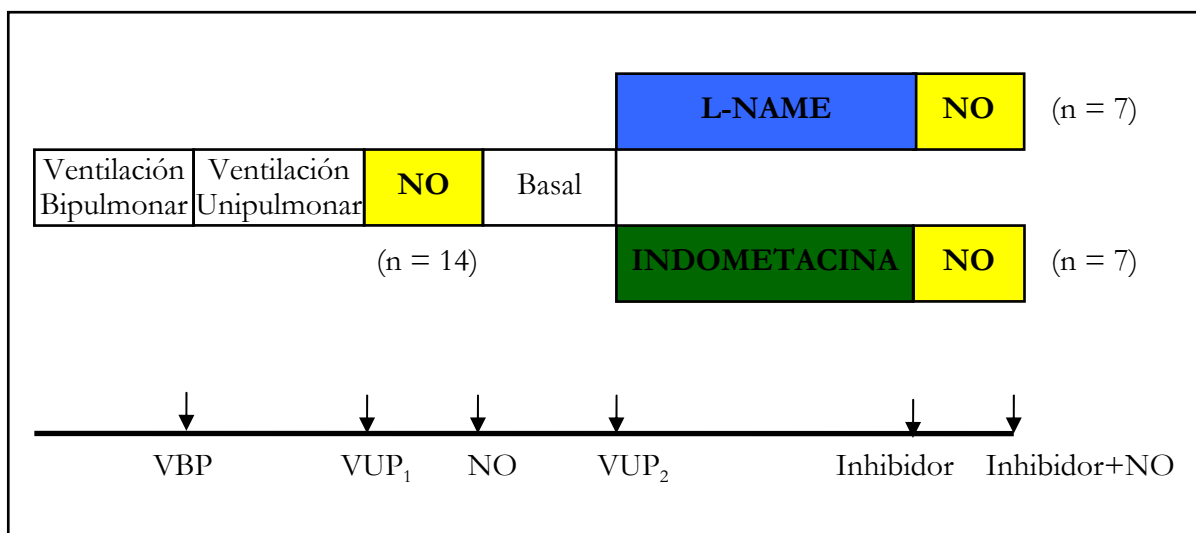 L-NAME NO (n = 7)
Ventilación Ventilación NO Basal
Bipulmonar Unipulmonar
(n = 14) INDOMETACINA NO (n = 7)
VBP VUP₁ NO VUP₂ Inhibidor Inhibidor+NO